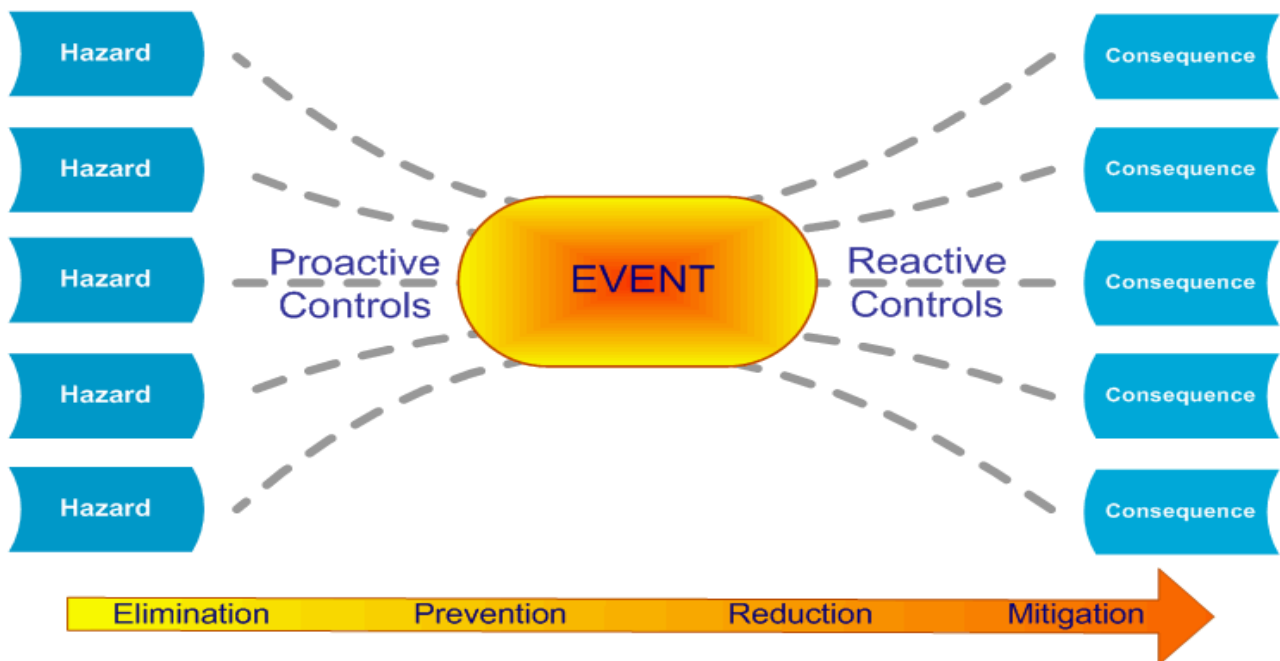 Hazard
Hazard
Hazard
Hazard
Hazard
Proactive
Controls
EVENT
Reactive
Controls
Consequence
Consequence
Consequence
Consequence
Consequence
Elimination Prevention Reduction Mitigation